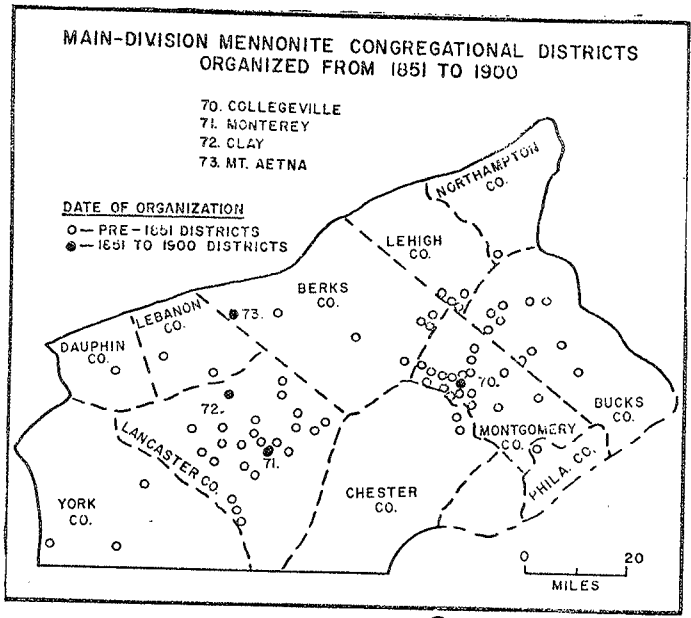 MAIN-DIVISION MENNONITE CONGREGATIONAL DISTRICTS
ORGANIZED FROM 1851 TO 1900
70. COLLEGEVILLE
71. MONTEREY
72. CLAY
73. MT. AETNA
DATE OF ORGANIZATION
— PRE-1851 DISTRICTS
— 1851 TO 1900 DISTRICTS
NORTHAMPTON
CO.
LEHIGH
CO.
BERKS
CO.
LEBANON
CO.
73.
DAUPHIN
CO.
70.
72.
BUCKS
CO.
MONTGOMERY
CO.
LANCASTER CO.
71.
PHILA. CO.
CHESTER
CO.
YORK
CO.
0 20
MILES